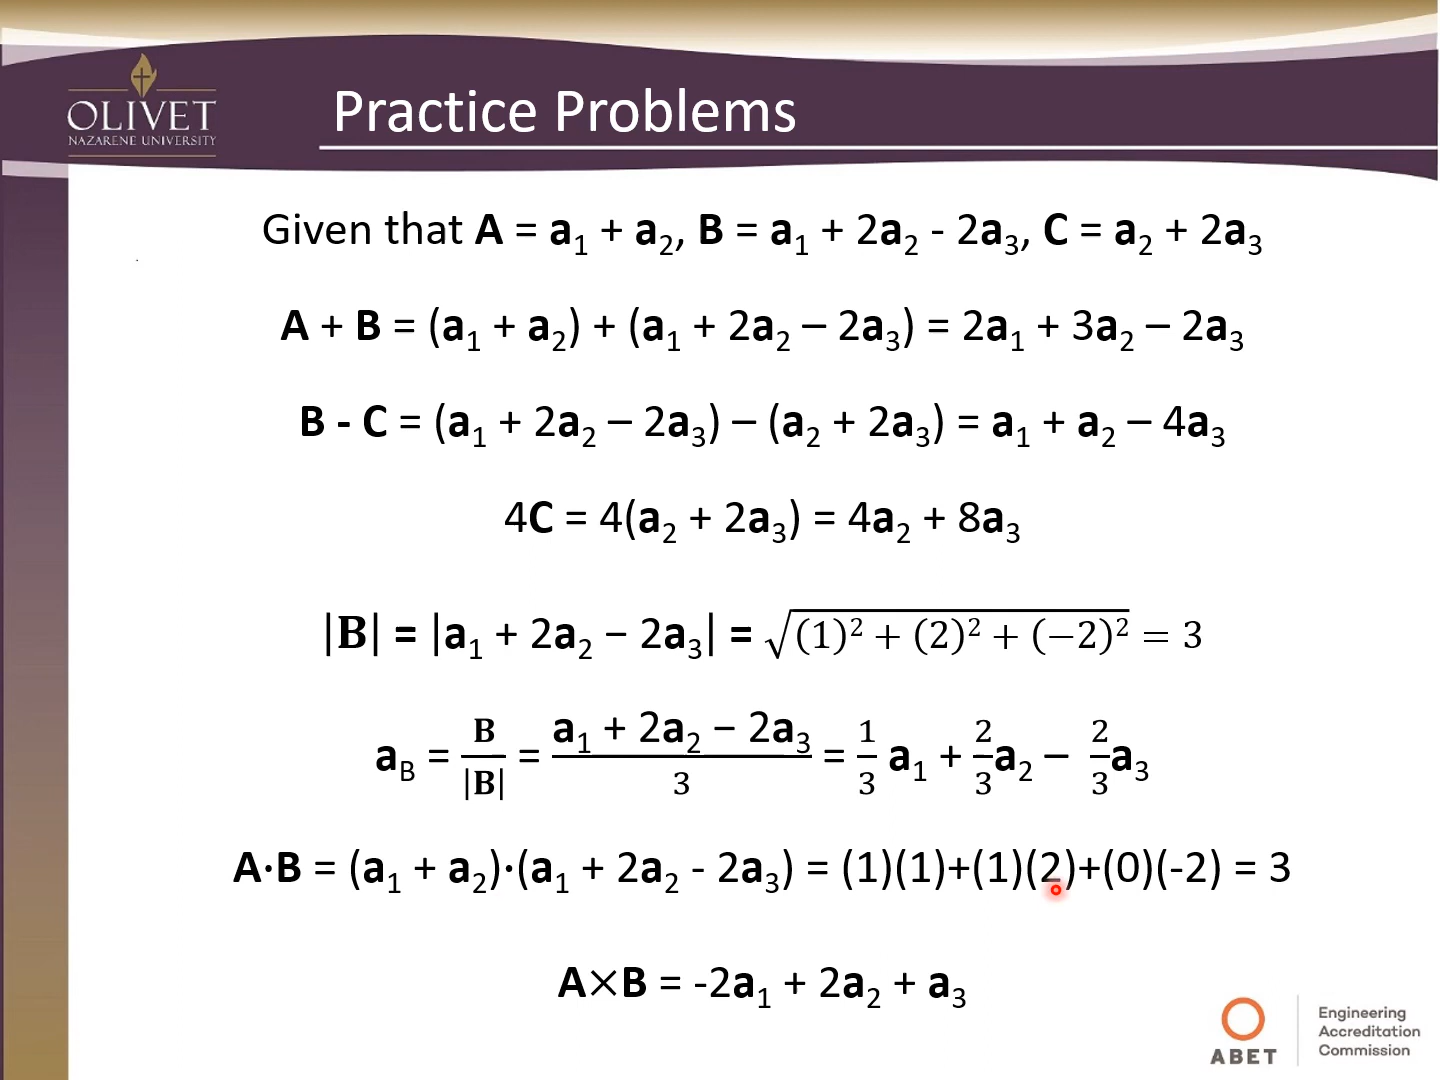 OLIVET
NAZARENE UNIVERSITY
Practice Problems
Given that A = a₁ + a₂, B = a₁ + 2a₂ - 2a₃, C = a₂ + 2a₃
A + B = (a₁ + a₂) + (a₁ + 2a₂ – 2a₃) = 2a₁ + 3a₂ – 2a₃
B - C = (a₁ + 2a₂ – 2a₃) – (a₂ + 2a₃) = a₁ + a₂ – 4a₃
4C = 4(a₂ + 2a₃) = 4a₂ + 8a₃
|B| = |a₁ + 2a₂ − 2a₃| = √((1)² + (2)² + (−2)²) = 3
a_B = B/|B| = (a₁ + 2a₂ − 2a₃)/3 = 1/3 a₁ + 2/3 a₂ – 2/3 a₃
A·B = (a₁ + a₂)·(a₁ + 2a₂ - 2a₃) = (1)(1)+(1)(2)+(0)(-2) = 3
A×B = -2a₁ + 2a₂ + a₃
ABET
Engineering
Accreditation
Commission